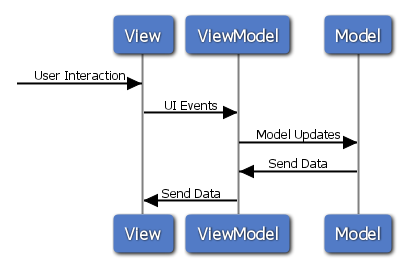 View ViewModel Model
User Interaction
UI Events
Model Updates
Send Data
Send Data
View ViewModel Model